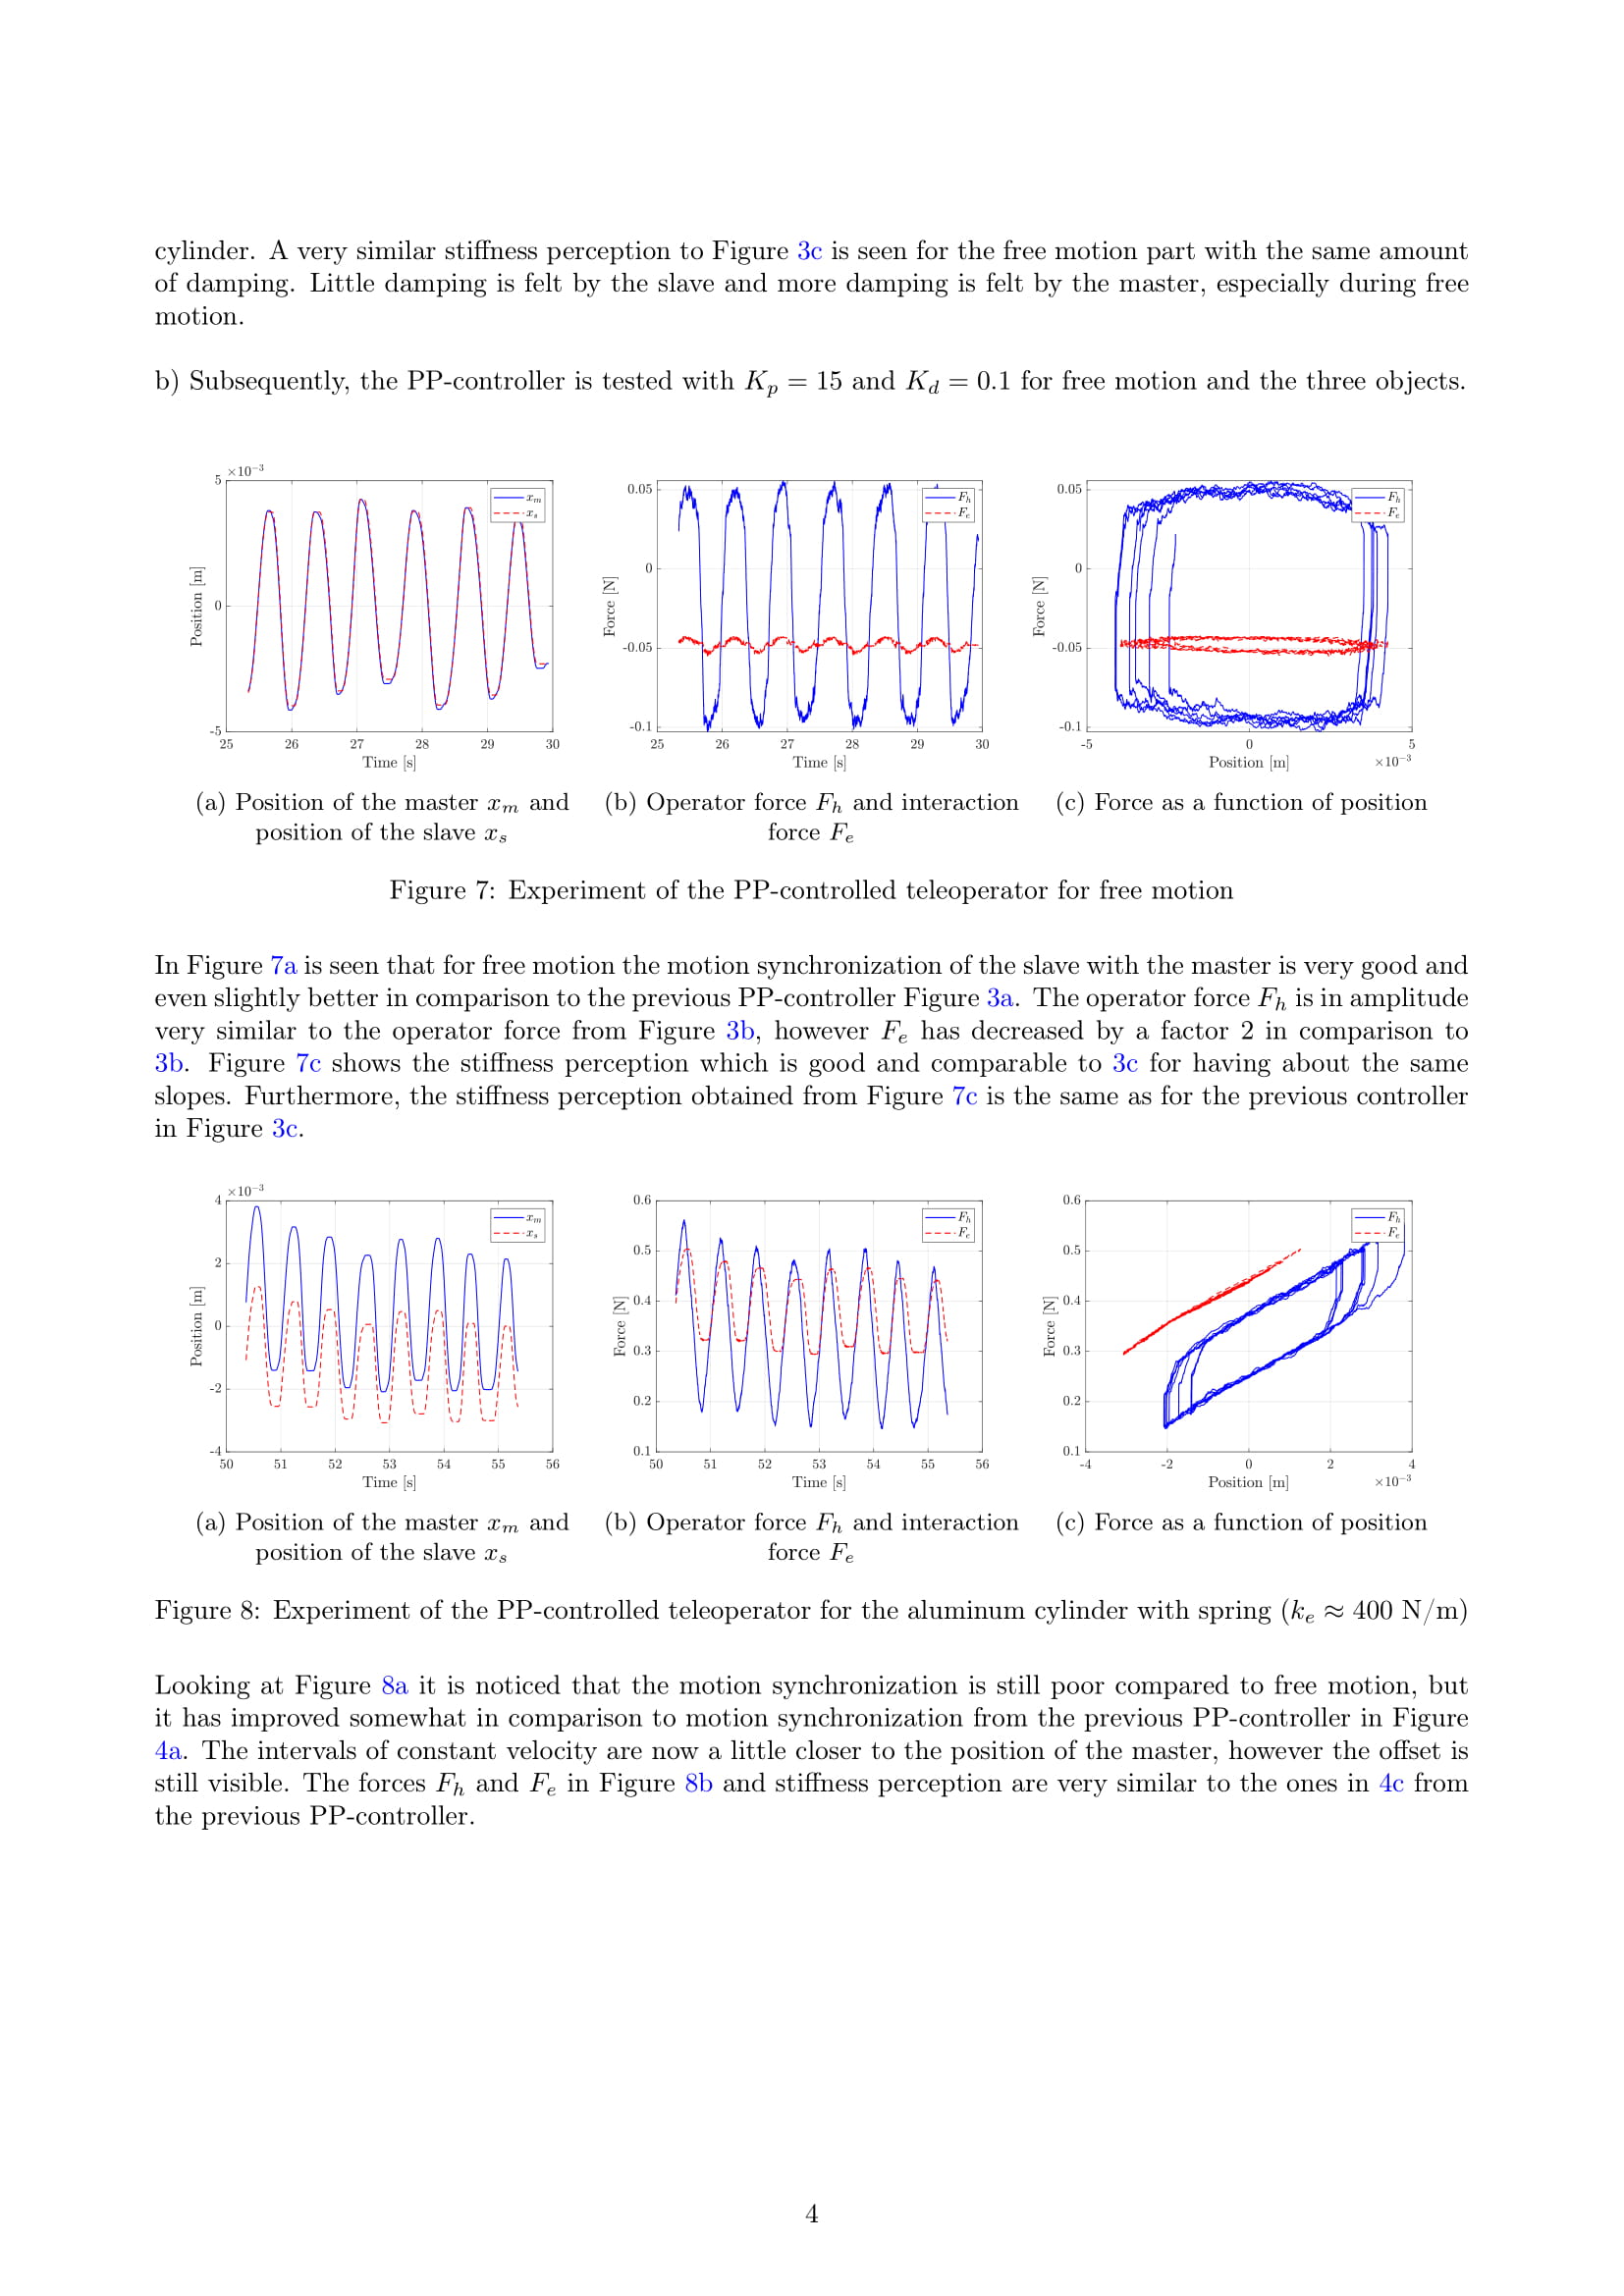 cylinder. A very similar stiffness perception to Figure 3c is seen for the free motion part with the same amount
of damping. Little damping is felt by the slave and more damping is felt by the master, especially during free
motion.
b) Subsequently, the PP-controller is tested with K_p = 15 and K_d = 0.1 for free motion and the three objects.
×10^-3
5
0
-5
Position [m]
25 26 27 28 29 30
Time [s]
x_m
x_s
0.05
0
-0.05
-0.1
Force [N]
25 26 27 28 29 30
Time [s]
F_h
F_e
0.05
0
-0.05
-0.1
Force [N]
-5 0 5
Position [m]
×10^-3
F_h
F_e
(a) Position of the master x_m and
position of the slave x_s
(b) Operator force F_h and interaction
force F_e
(c) Force as a function of position
Figure 7: Experiment of the PP-controlled teleoperator for free motion
In Figure 7a is seen that for free motion the motion synchronization of the slave with the master is very good and
even slightly better in comparison to the previous PP-controller Figure 3a. The operator force F_h is in amplitude
very similar to the operator force from Figure 3b, however F_e has decreased by a factor 2 in comparison to
3b. Figure 7c shows the stiffness perception which is good and comparable to 3c for having about the same
slopes. Furthermore, the stiffness perception obtained from Figure 7c is the same as for the previous controller
in Figure 3c.
×10^-3
4
2
0
-2
-4
Position [m]
50 51 52 53 54 55 56
Time [s]
x_m
x_s
0.6
0.5
0.4
0.3
0.2
0.1
Force [N]
50 51 52 53 54 55 56
Time [s]
F_h
F_e
0.6
0.5
0.4
0.3
0.2
0.1
Force [N]
-4 -2 0 2 4
Position [m]
×10^-3
F_h
F_e
(a) Position of the master x_m and
position of the slave x_s
(b) Operator force F_h and interaction
force F_e
(c) Force as a function of position
Figure 8: Experiment of the PP-controlled teleoperator for the aluminum cylinder with spring (k_e ≈ 400 N/m)
Looking at Figure 8a it is noticed that the motion synchronization is still poor compared to free motion, but
it has improved somewhat in comparison to motion synchronization from the previous PP-controller in Figure
4a. The intervals of constant velocity are now a little closer to the position of the master, however the offset is
still visible. The forces F_h and F_e in Figure 8b and stiffness perception are very similar to the ones in 4c from
the previous PP-controller.
4